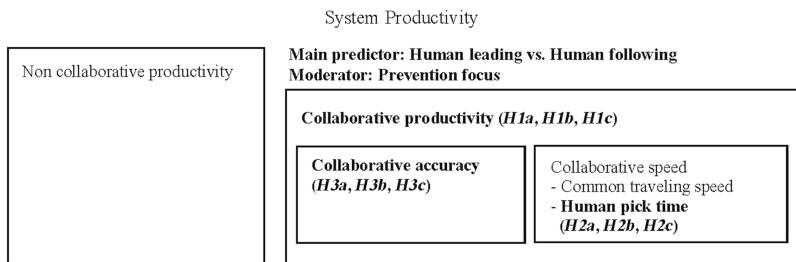 System Productivity
Non collaborative productivity
Main predictor: Human leading vs. Human following
Moderator: Prevention focus
Collaborative productivity (H1a, H1b, H1c)
Collaborative accuracy
(H3a, H3b, H3c)
Collaborative speed
- Common traveling speed
- Human pick time
(H2a, H2b, H2c)